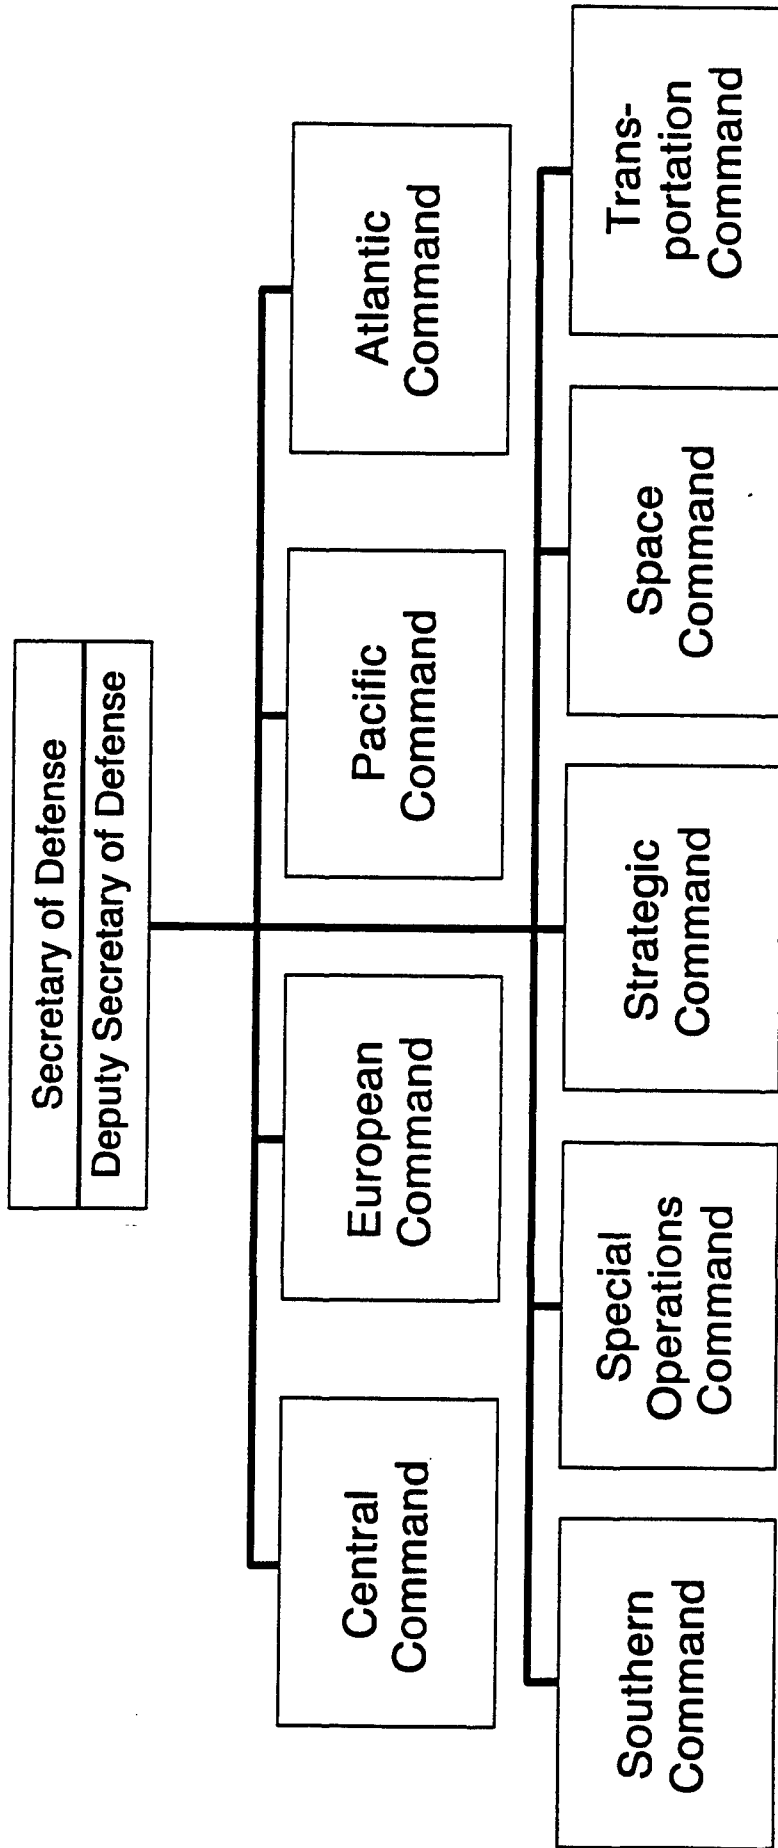 Secretary of Defense
Deputy Secretary of Defense
Central
Command
European
Command
Pacific
Command
Atlantic
Command
Southern
Command
Special
Operations
Command
Strategic
Command
Space
Command
Trans-
portation
Command